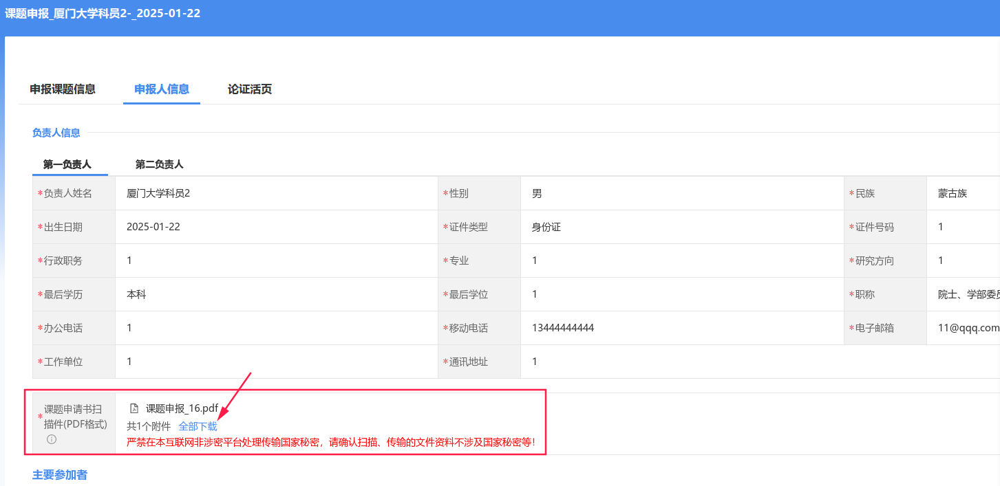 课题申报_厦门大学科员2-_2025-01-22
申报课题信息 申报人信息 论证活页
负责人信息
第一负责人 第二负责人
*负责人姓名 厦门大学科员2 *性别 男 *民族 蒙古族
*出生日期 2025-01-22 *证件类型 身份证 *证件号码 1
*行政职务 1 *专业 1 *研究方向 1
*最后学历 本科 *最后学位 1 *职称 院士、学部委员
*办公电话 1 *移动电话 13444444444 *电子邮箱 11@qqq.com
*工作单位 1 *通讯地址 1
*课题申请书扫
描件(PDF格式)
课题申报_16.pdf
共1个附件 全部下载
严禁在本互联网非涉密平台处理传输国家秘密，请确认扫描、传输的文件资料不涉及国家秘密等！
主要参加者